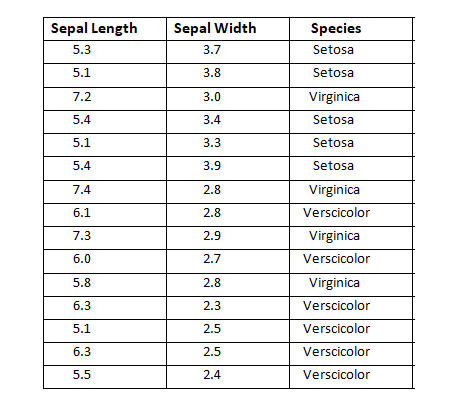 Sepal Length Sepal Width Species
5.3 3.7 Setosa
5.1 3.8 Setosa
7.2 3.0 Virginica
5.4 3.4 Setosa
5.1 3.3 Setosa
5.4 3.9 Setosa
7.4 2.8 Virginica
6.1 2.8 Verscicolor
7.3 2.9 Virginica
6.0 2.7 Verscicolor
5.8 2.8 Virginica
6.3 2.3 Verscicolor
5.1 2.5 Verscicolor
6.3 2.5 Verscicolor
5.5 2.4 Verscicolor